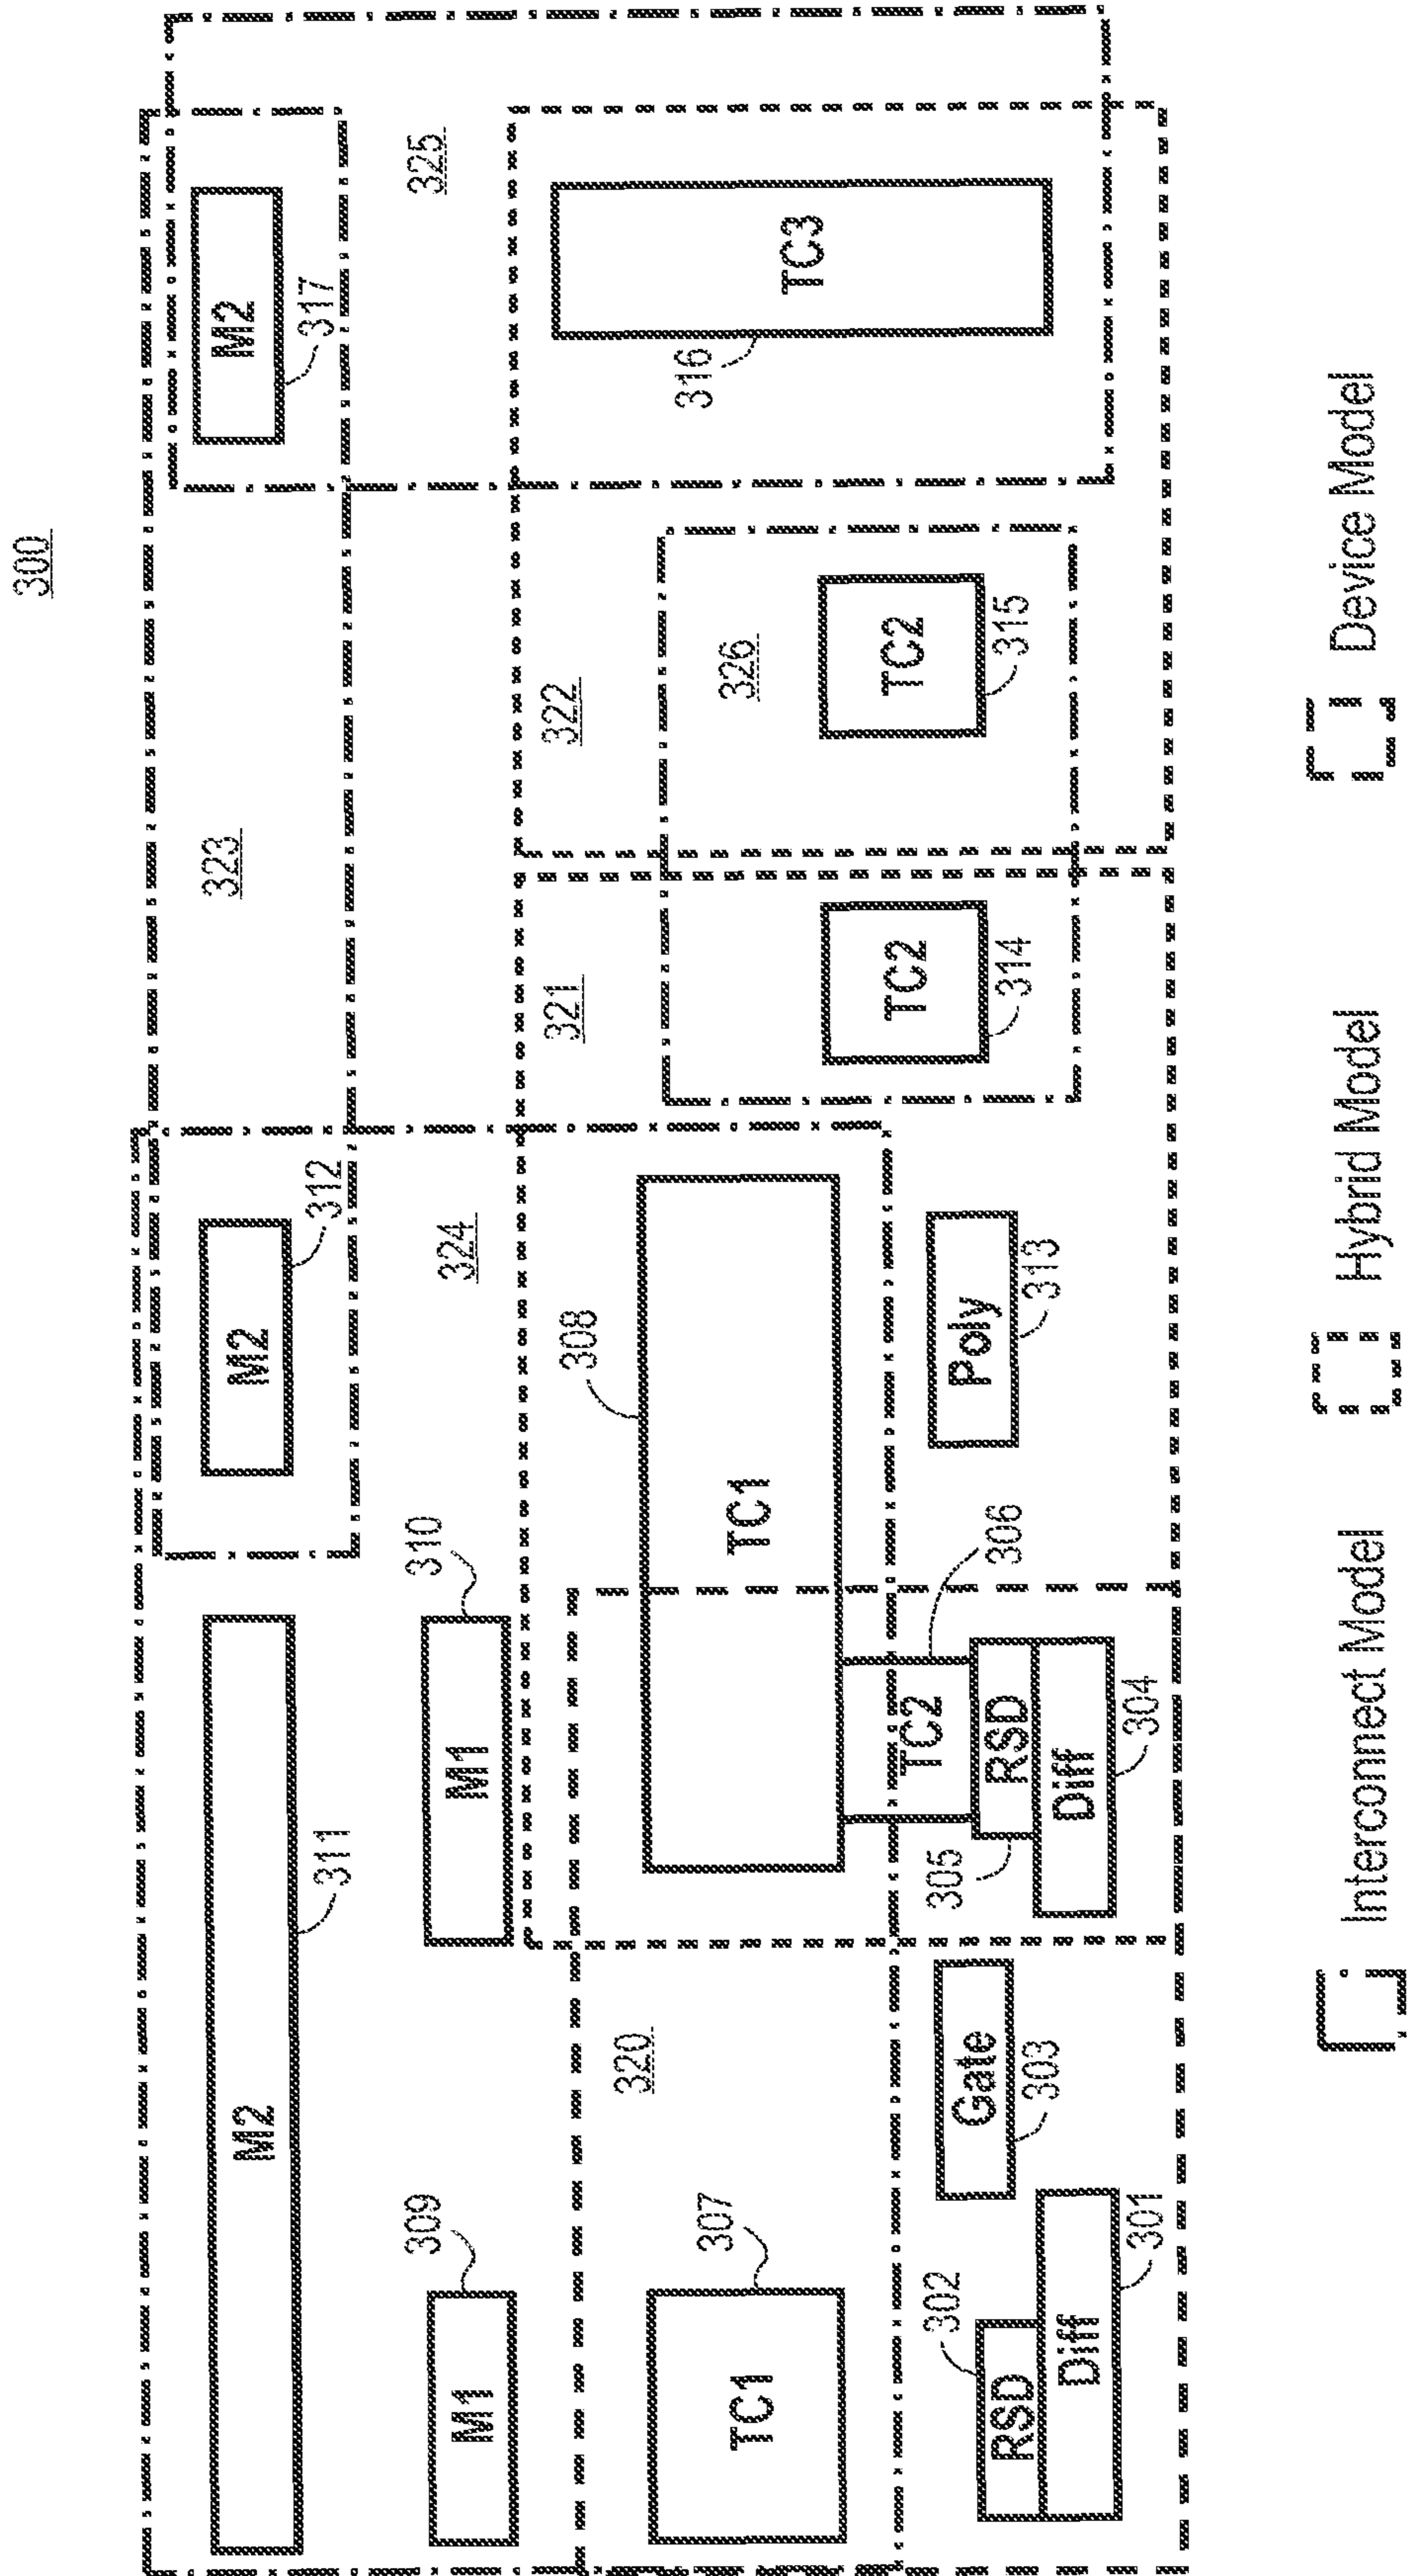 300
M2
311
M2
312
323
M2
317
309
M1
310
M1
324
325
320
308
321
322
307
TC1
TC1
326
316
TC3
302
RSD
Diff
301
Gate
303
305
TC2
306
RSD
Diff
304
Poly
313
TC2
314
TC2
315
Interconnect Model
Hybrid Model
Device Model